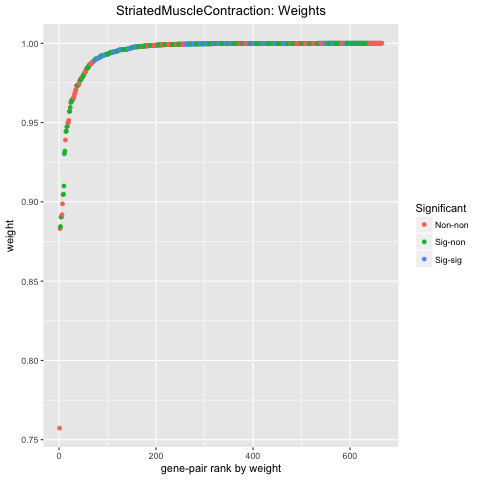 StriatedMuscleContraction: Weights
1.00
0.95
0.90
0.85
0.80
0.75
weight
0
200
400
600
gene-pair rank by weight
Significant
Non-non
Sig-non
Sig-sig